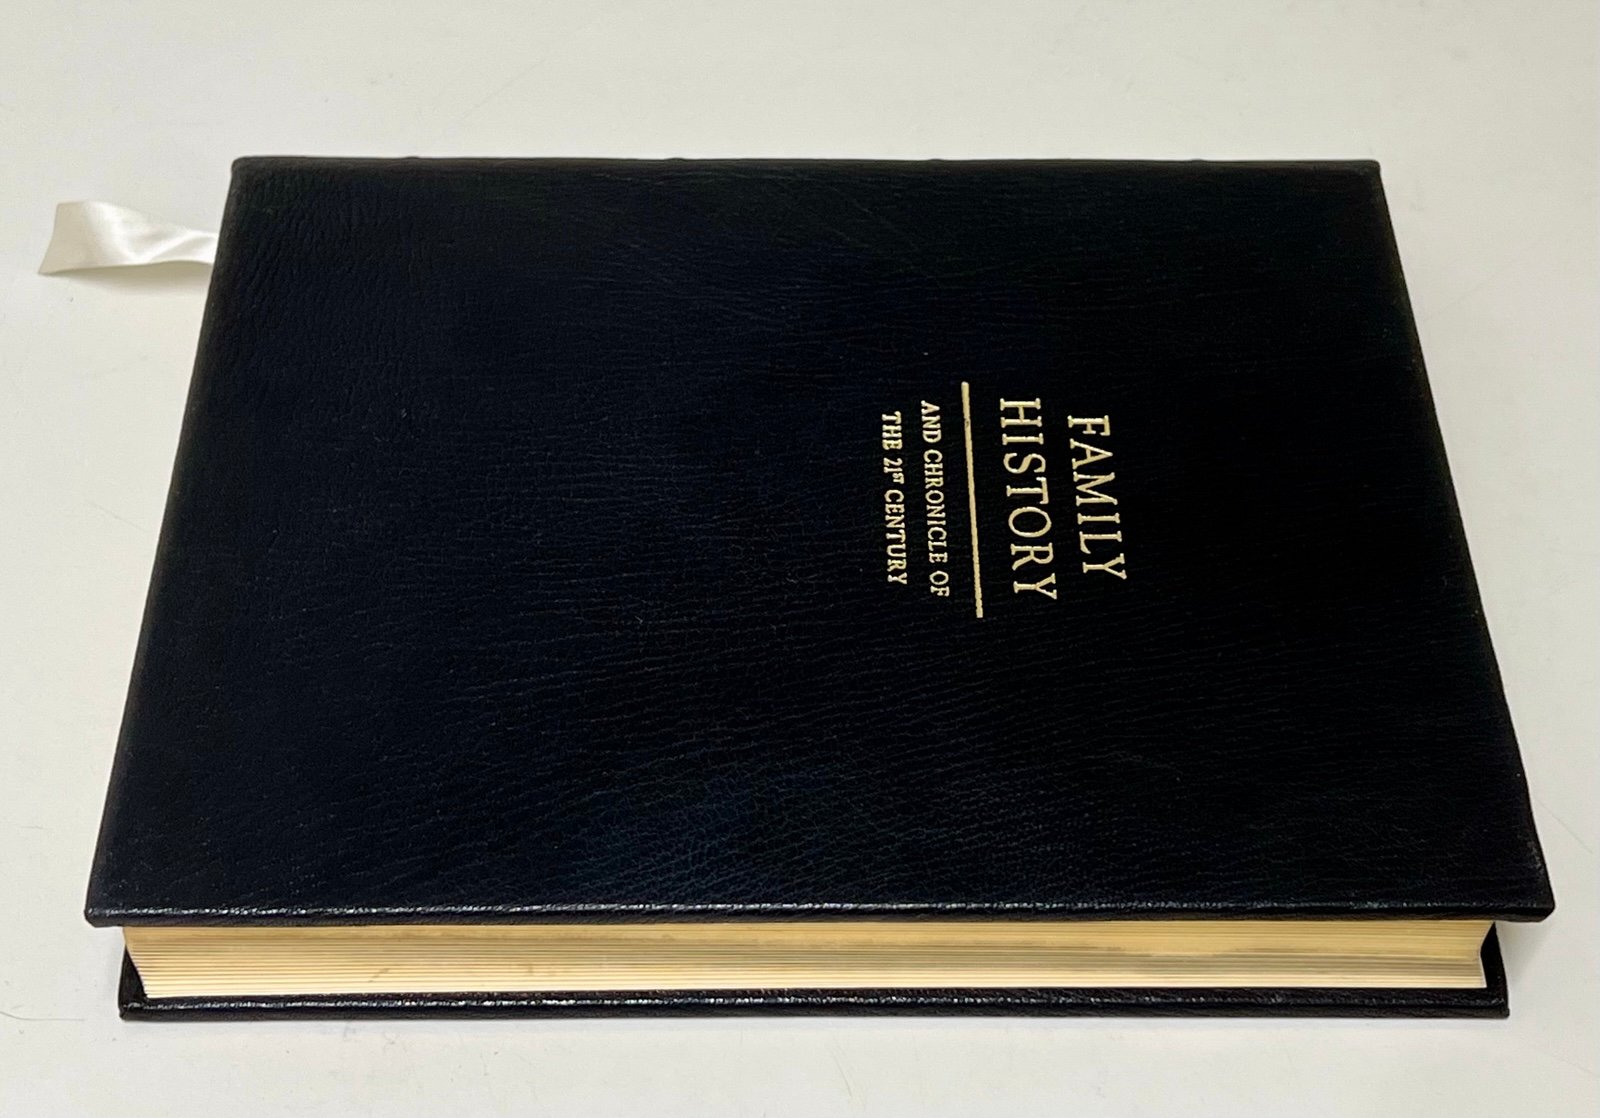 FAMILY
HISTORY
AND CHRONICLE OF
THE 21ST CENTURY